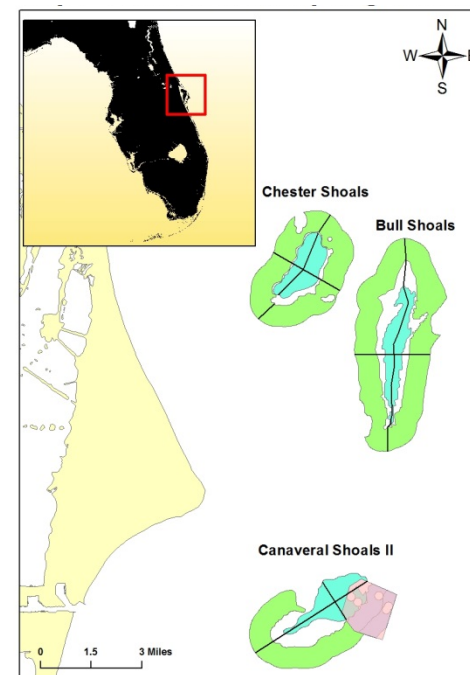 N
W E
S
Chester Shoals
Bull Shoals
Canaveral Shoals II
0 1.5 3 Miles